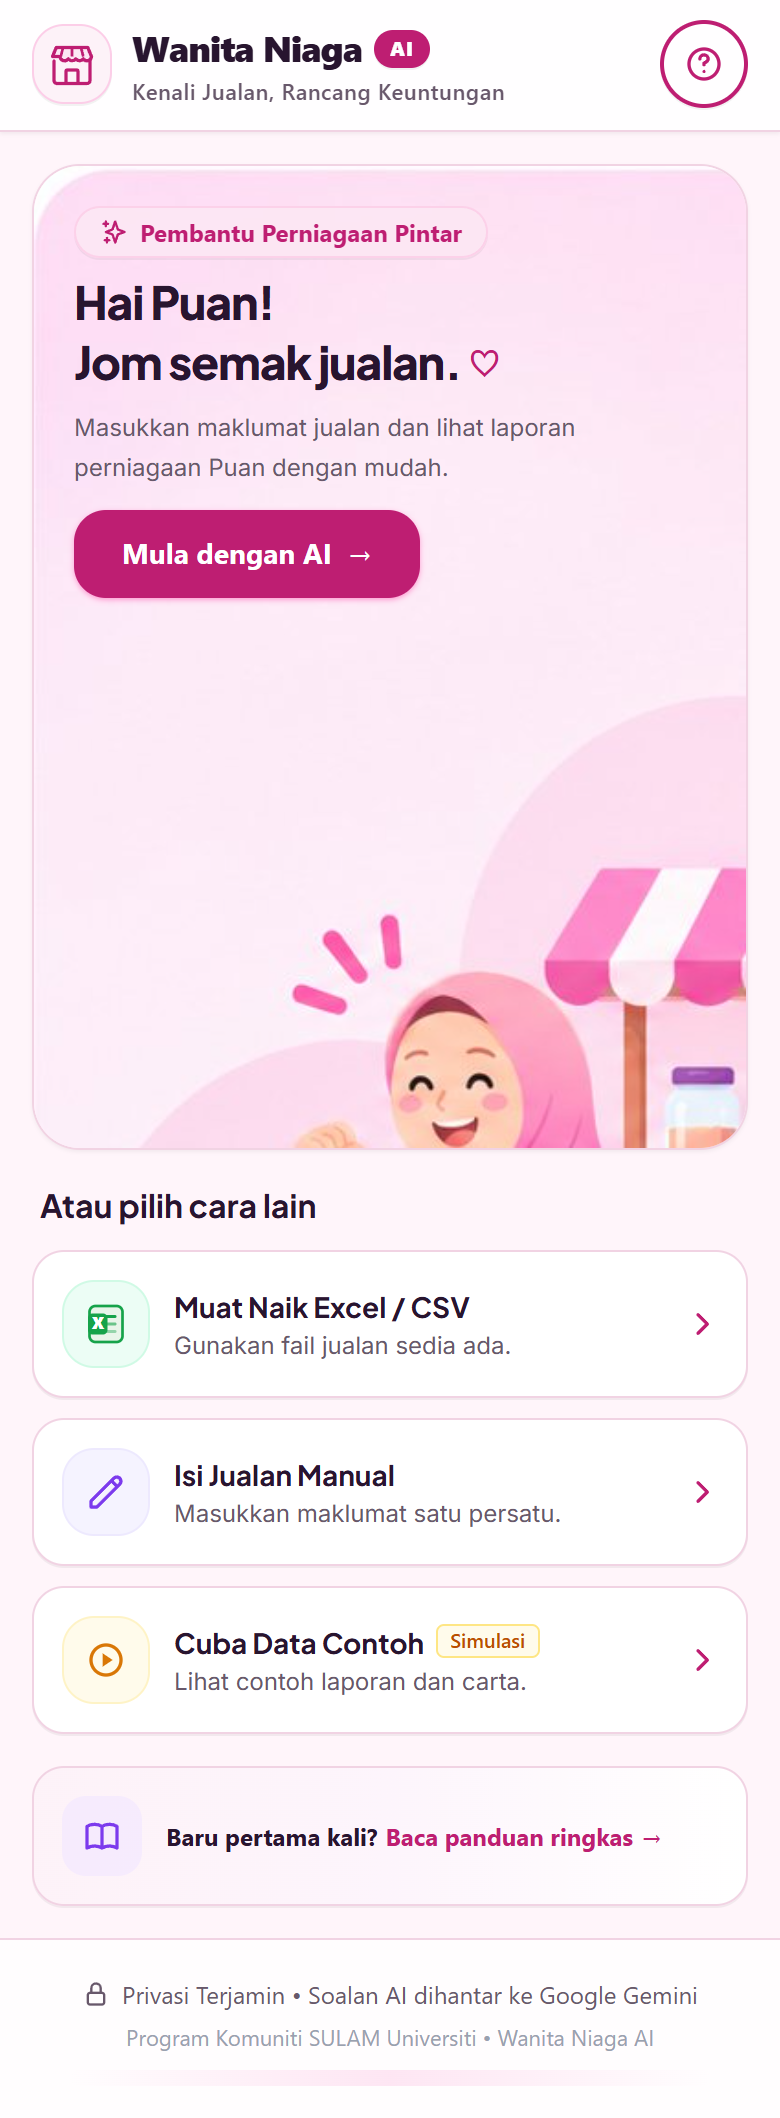 Wanita Niaga AI
Kenali Jualan, Rancang Keuntungan
Pembantu Perniagaan Pintar
Hai Puan!
Jom semak jualan. ♡
Masukkan maklumat jualan dan lihat laporan
perniagaan Puan dengan mudah.
Mula dengan AI →
Atau pilih cara lain
Muat Naik Excel / CSV
Gunakan fail jualan sedia ada.
Isi Jualan Manual
Masukkan maklumat satu persatu.
Cuba Data Contoh Simulasi
Lihat contoh laporan dan carta.
Baru pertama kali? Baca panduan ringkas →
Privasi Terjamin • Soalan AI dihantar ke Google Gemini
Program Komuniti SULAM Universiti • Wanita Niaga AI